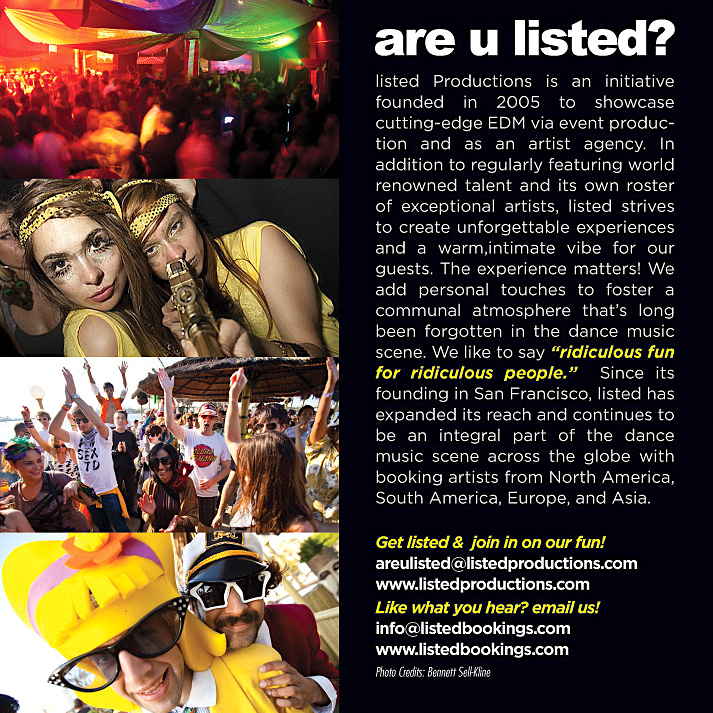 are u listed?
listed Productions is an initiative
founded in 2005 to showcase
cutting-edge EDM via event produc-
tion and as an artist agency. In
addition to regularly featuring world
renowned talent and its own roster
of exceptional artists, listed strives
to create unforgettable experiences
and a warm,intimate vibe for our
guests. The experience matters! We
add personal touches to foster a
communal atmosphere that's long
been forgotten in the dance music
scene. We like to say "ridiculous fun
for ridiculous people." Since its
founding in San Francisco, listed has
expanded its reach and continues to
be an integral part of the dance
music scene across the globe with
booking artists from North America,
South America, Europe, and Asia.
Get listed & join in on our fun!
areulisted@listedproductions.com
www.listedproductions.com
Like what you hear? email us!
info@listedbookings.com
www.listedbookings.com
Photo Credits: Bennett Sell-Kline